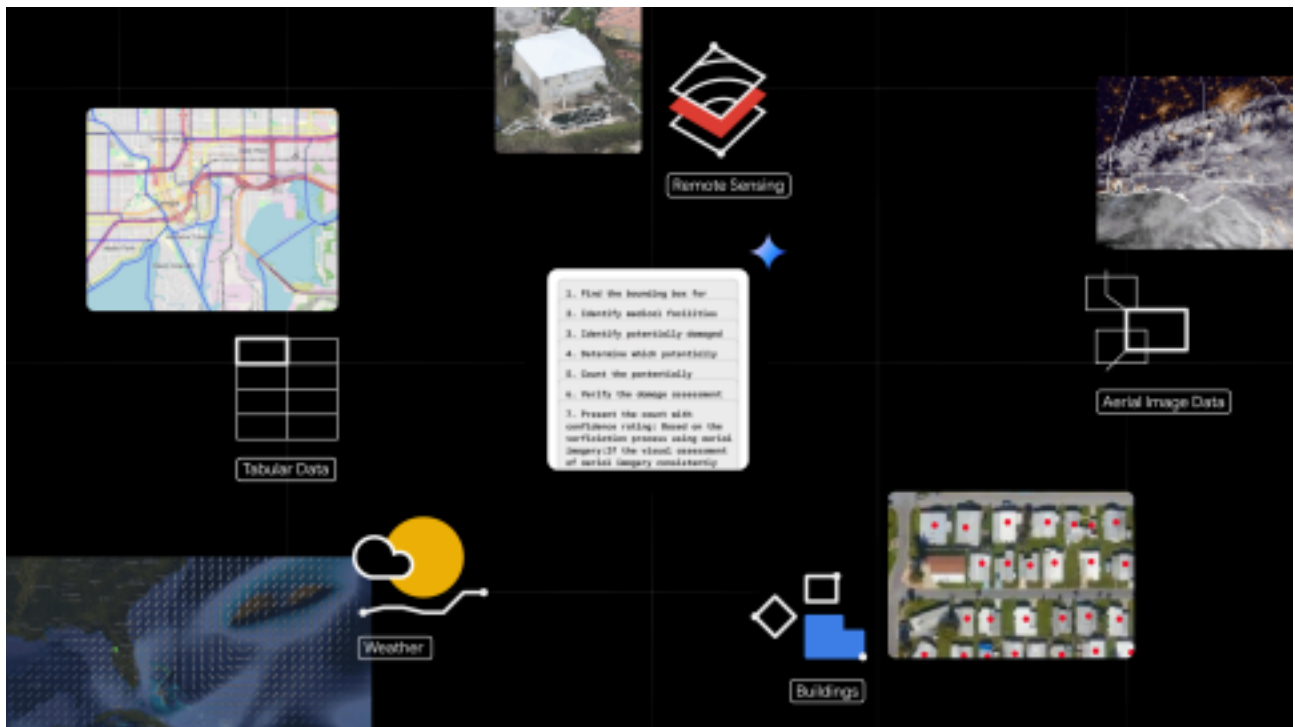 Remote Sensing
1. Find the bounding box for
2. Identify medical facilities
3. Identify potentially damaged
4. Determine which potentially
5. Count the potentially
6. Verify the damage assessment
7. Present the count with
confidence rating: Based on the
verification process using aerial
imagery:If the visual assessment
of aerial imagery consistently
Aerial Image Data
Tabular Data
Weather
Buildings